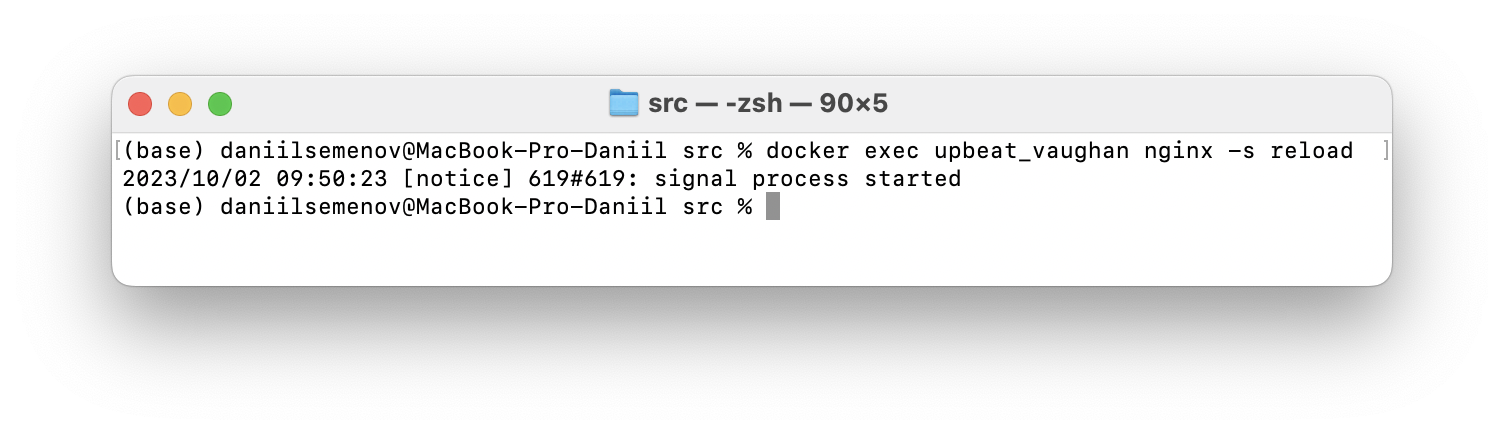 src — -zsh — 90×5
[(base) daniilsemenov@MacBook-Pro-Daniil src % docker exec upbeat_vaughan nginx -s reload ]
2023/10/02 09:50:23 [notice] 619#619: signal process started
(base) daniilsemenov@MacBook-Pro-Daniil src %